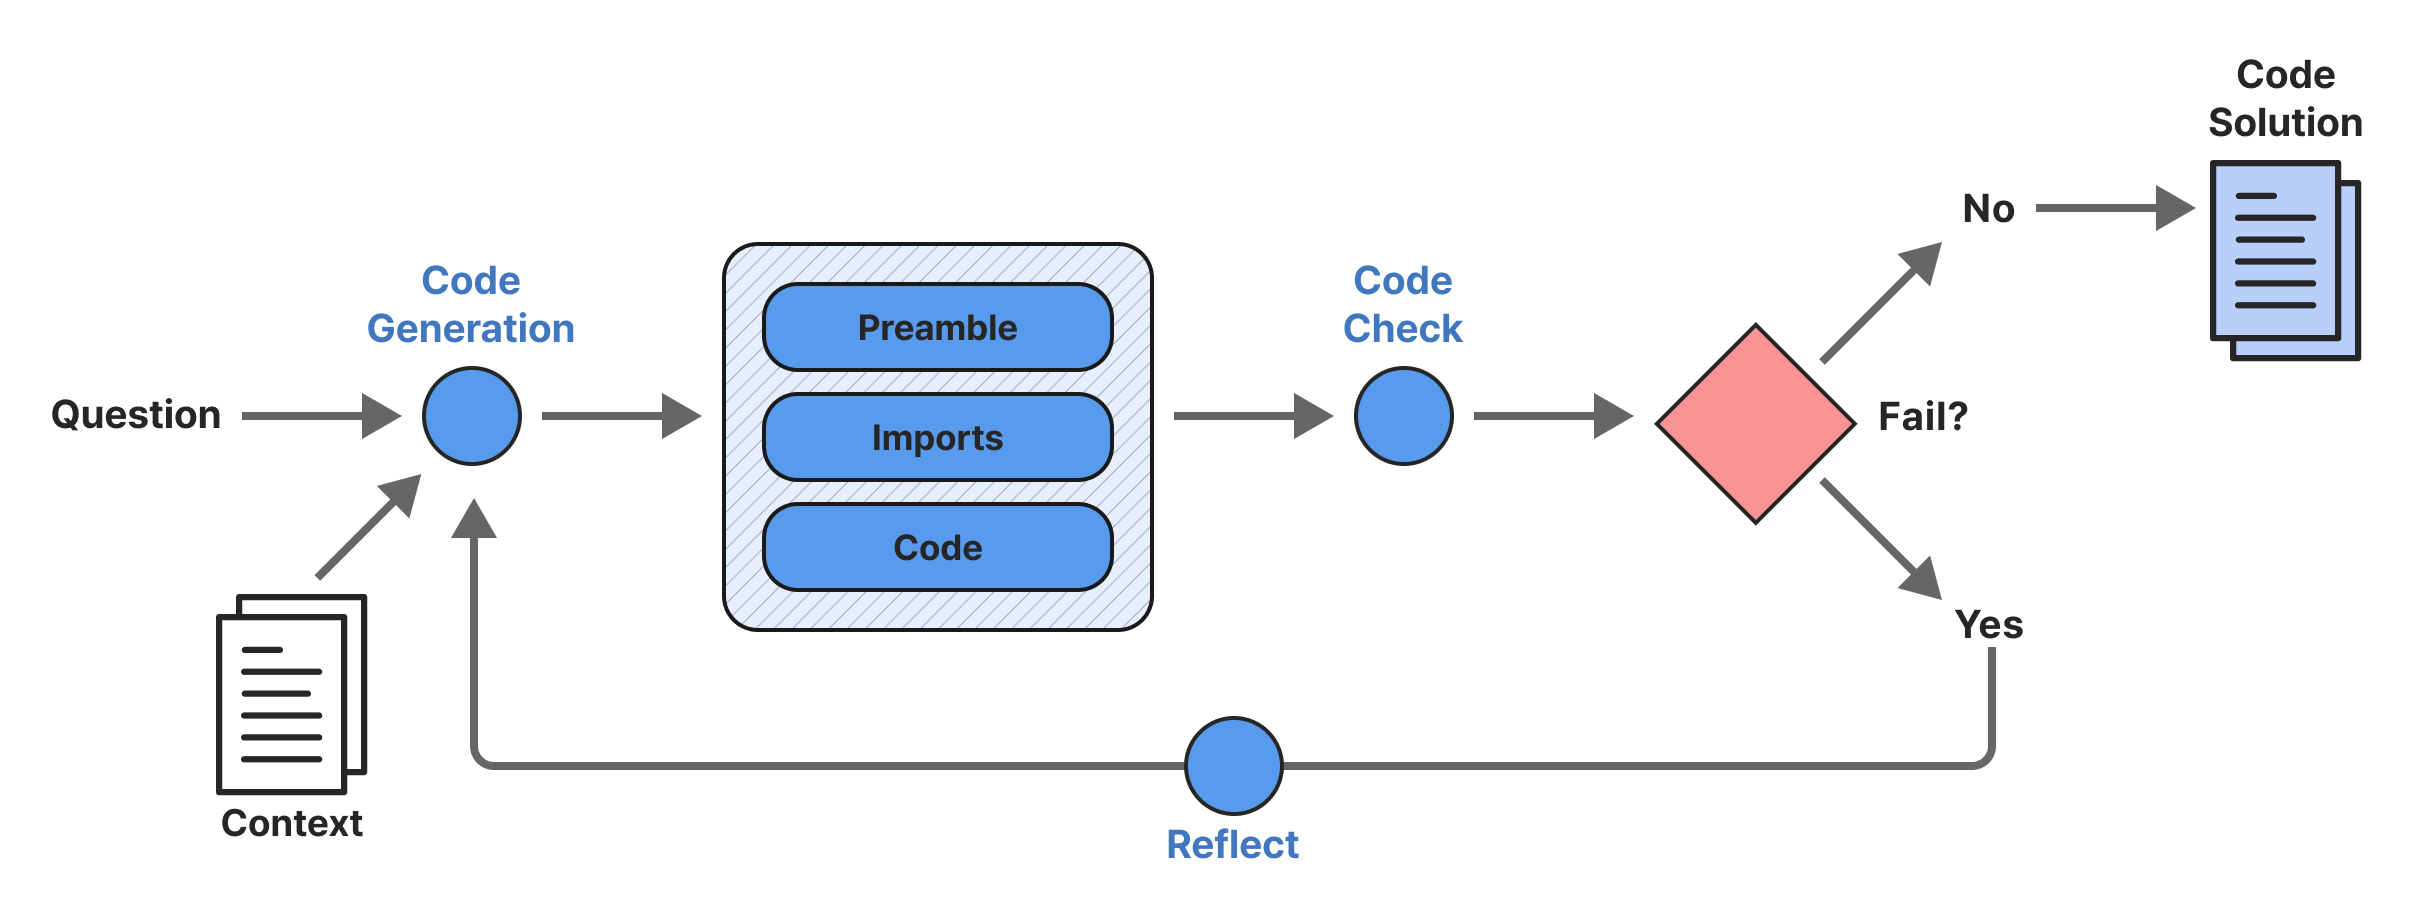 Code
Solution
No
Code
Generation
Preamble
Code
Check
Question
Imports
Fail?
Code
Yes
Context
Reflect